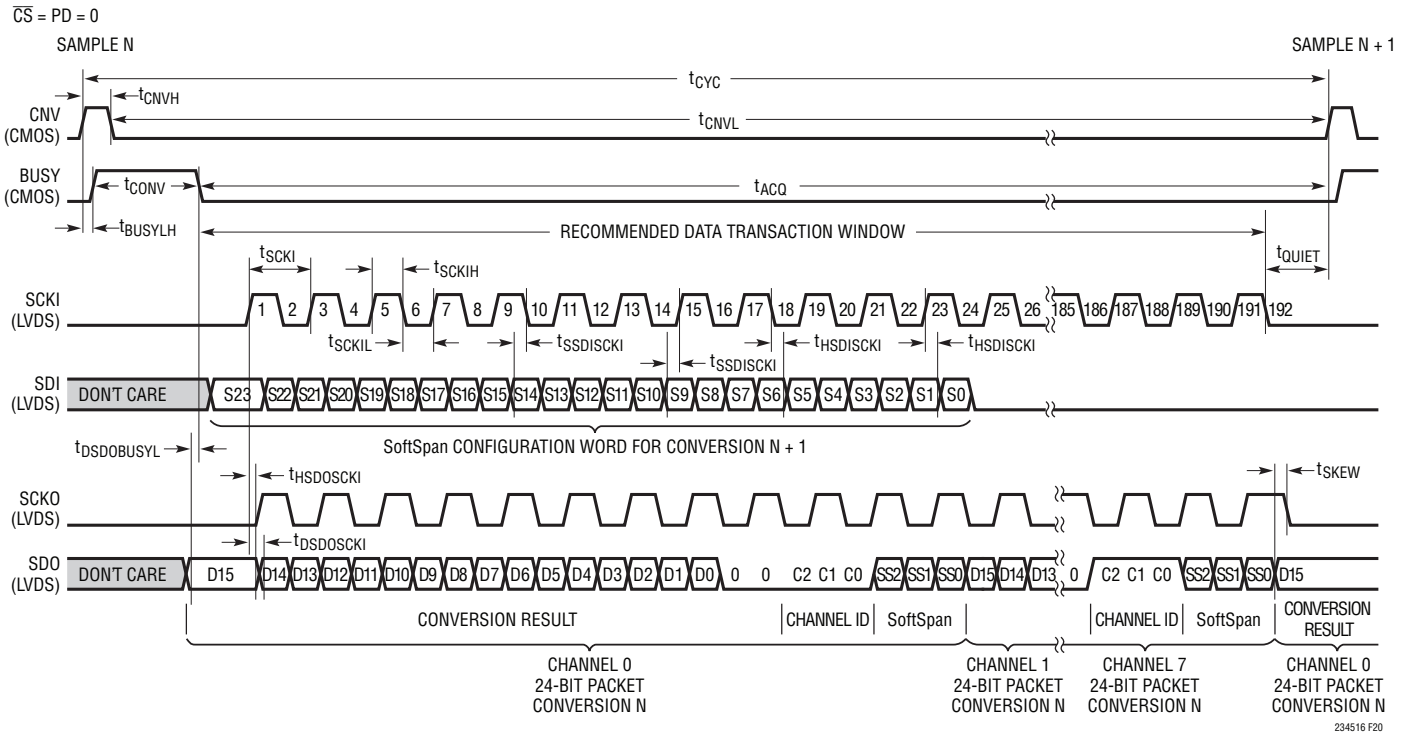 CS = PD = 0
SAMPLE N
SAMPLE N + 1
tCYC
tCNVH
CNV
(CMOS)
tCNVL
BUSY
(CMOS)
tCONV
tACQ
tBUSYLH
RECOMMENDED DATA TRANSACTION WINDOW
tSCKI
tSCKIH
tQUIET
SCKI
(LVDS)
1 2 3 4 5 6 7 8 9 10 11 12 13 14 15 16 17 18 19 20 21 22 23 24 25 26 185 186 187 188 189 190 191 192
tSCKIL
tSSDISCKI
tSSDISCKI
tHSDISCKI
tHSDISCKI
SDI
(LVDS)
DON'T CARE S23 S22 S21 S20 S19 S18 S17 S16 S15 S14 S13 S12 S11 S10 S9 S8 S7 S6 S5 S4 S3 S2 S1 S0
SoftSpan CONFIGURATION WORD FOR CONVERSION N + 1
tDSDOBUSYL
tHSDOSCKI
tSKEW
SCKO
(LVDS)
tDSDOSCKI
SDO
(LVDS)
DON'T CARE D15 D14 D13 D12 D11 D10 D9 D8 D7 D6 D5 D4 D3 D2 D1 D0 0 0 C2 C1 C0 SS2 SS1 SS0 D15 D14 D13 0 C2 C1 C0 SS2 SS1 SS0 D15
CONVERSION RESULT
CHANNEL ID
SoftSpan
CHANNEL ID
SoftSpan
CONVERSION
RESULT
CHANNEL 0
24-BIT PACKET
CONVERSION N
CHANNEL 1
24-BIT PACKET
CONVERSION N
CHANNEL 7
24-BIT PACKET
CONVERSION N
CHANNEL 0
24-BIT PACKET
CONVERSION N
234516 F20